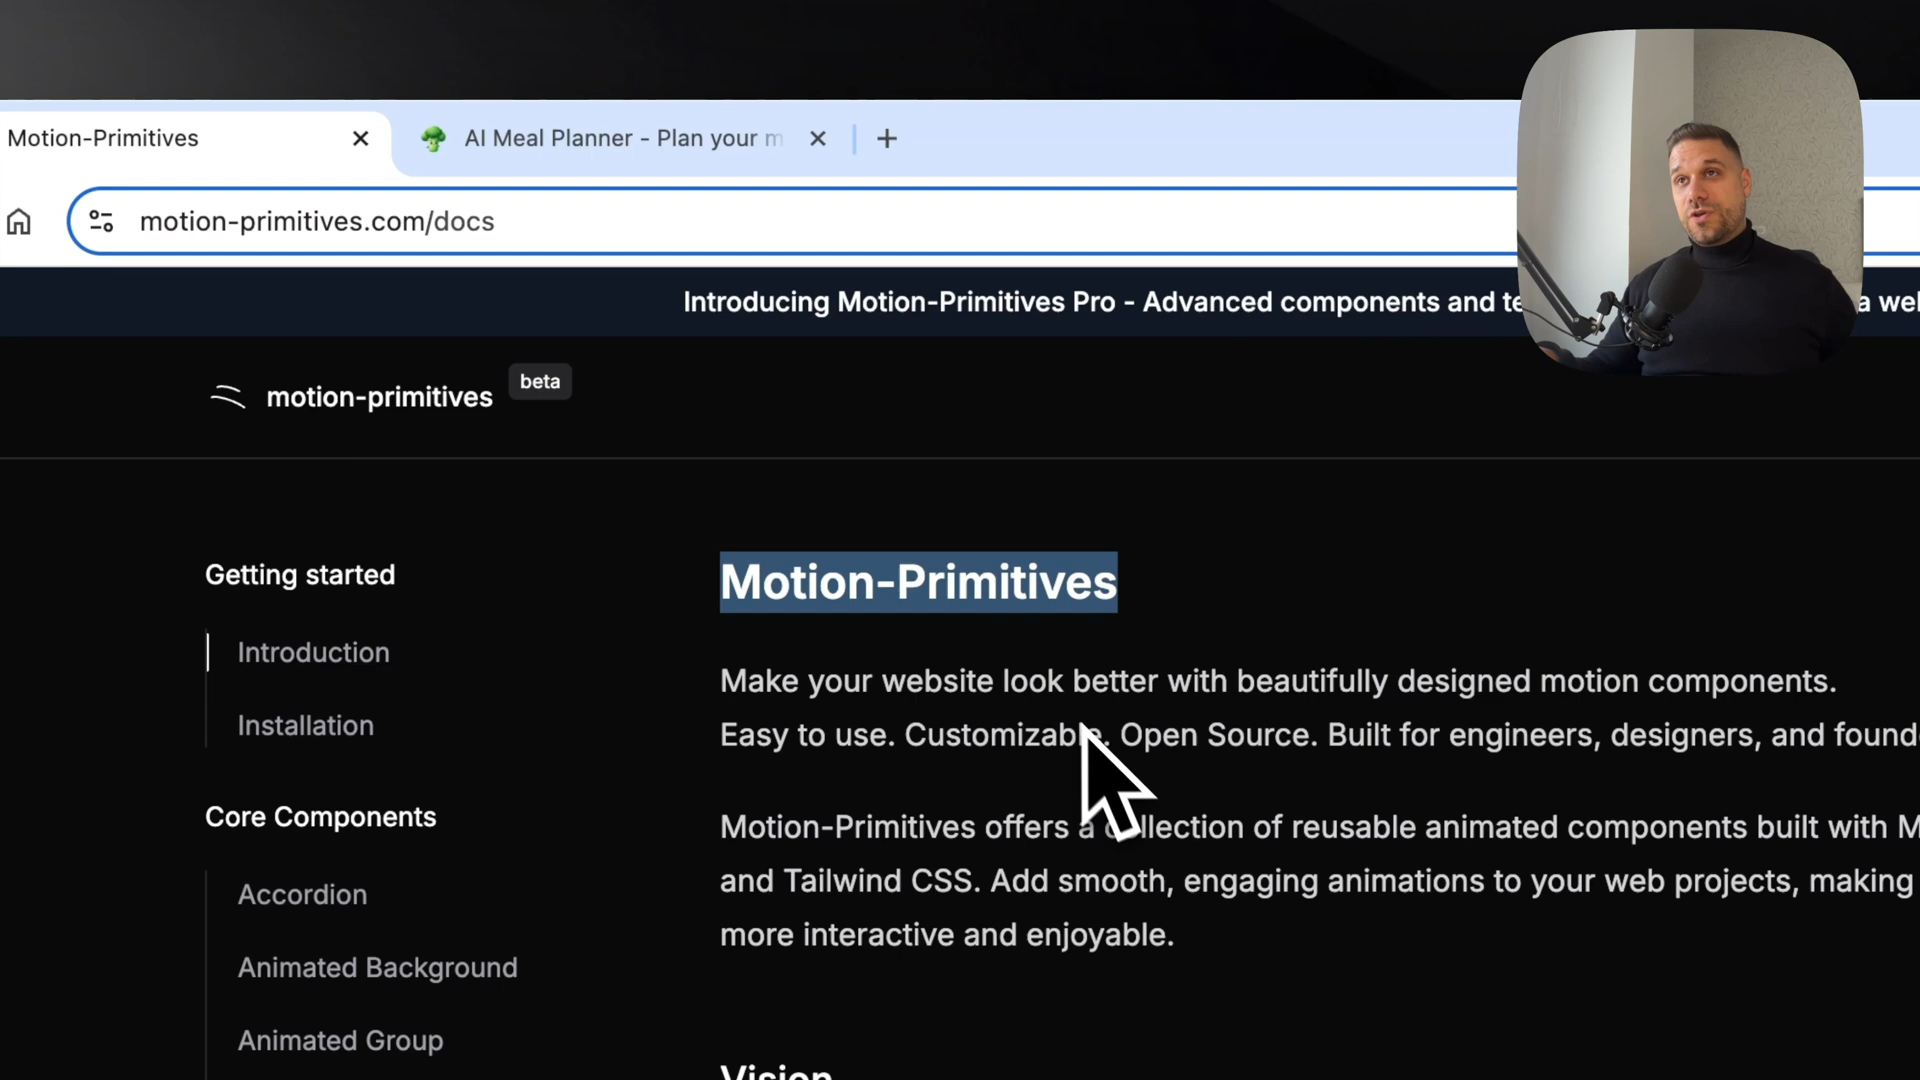 Motion-Primitives
AI Meal Planner - Plan your m
motion-primitives.com/docs
Introducing Motion-Primitives Pro - Advanced components and te
a we
motion-primitives
beta
Getting started
Introduction
Installation
Core Components
Accordion
Animated Background
Animated Group
Motion-Primitives
Make your website look better with beautifully designed motion components.
Easy to use. Customizable. Open Source. Built for engineers, designers, and found
Motion-Primitives offers a collection of reusable animated components built with M
and Tailwind CSS. Add smooth, engaging animations to your web projects, making
more interactive and enjoyable.
Vision